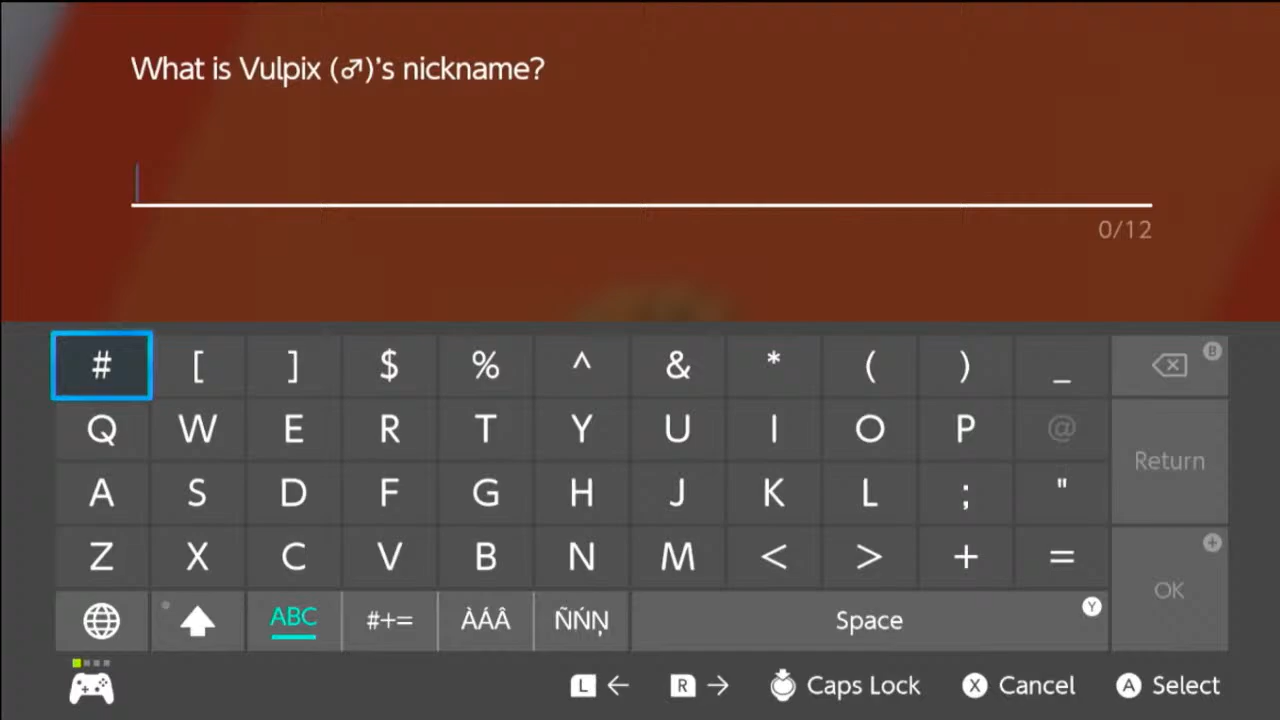 What is Vulpix (♂)'s nickname?
0/12
# [ ] $ % ^ & * ( ) _ B
Q W E R T Y U I O P @
Return
A S D F G H J K L ; "
Z X C V B N M < > + = +
OK
ABC #+= ÀÁÂ ÑŃŅ Space Y
L ← R → Caps Lock X Cancel A Select